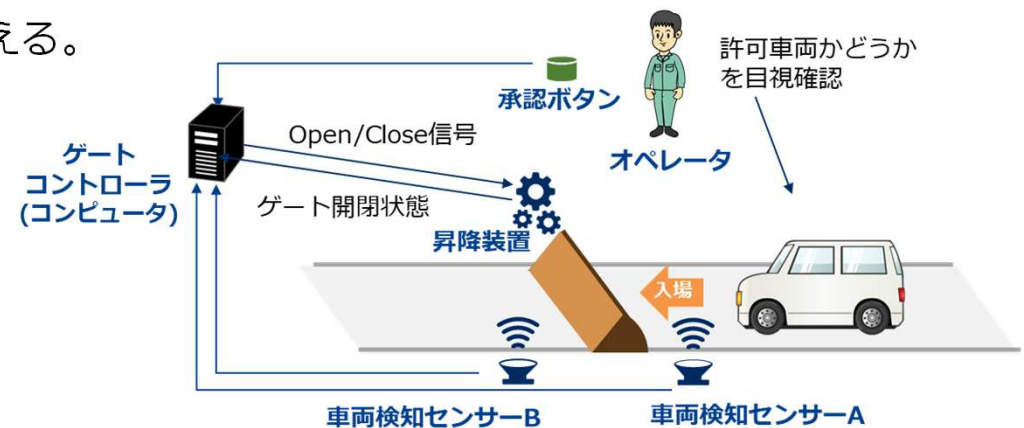 える。
許可車両かどうか
を目視確認
承認ボタン
オペレータ
Open/Close信号
ゲート
コントローラ
(コンピュータ)
ゲート開閉状態
昇降装置
入場
車両検知センサーB
車両検知センサーA